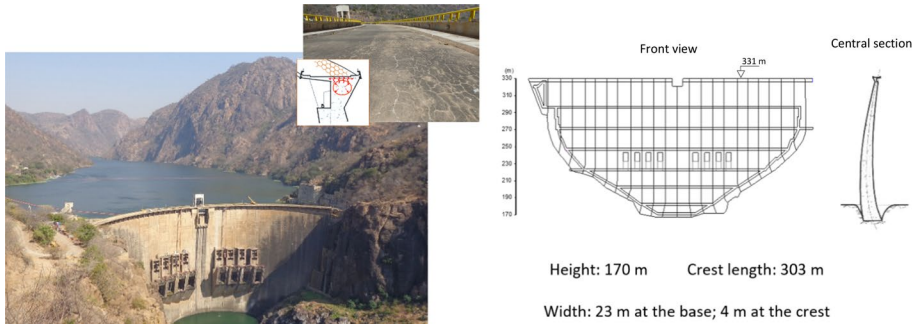 Front view
Central section
331 m
(m)
330
310
290
270
250
230
210
190
170
Height: 170 m
Crest length: 303 m
Width: 23 m at the base; 4 m at the crest